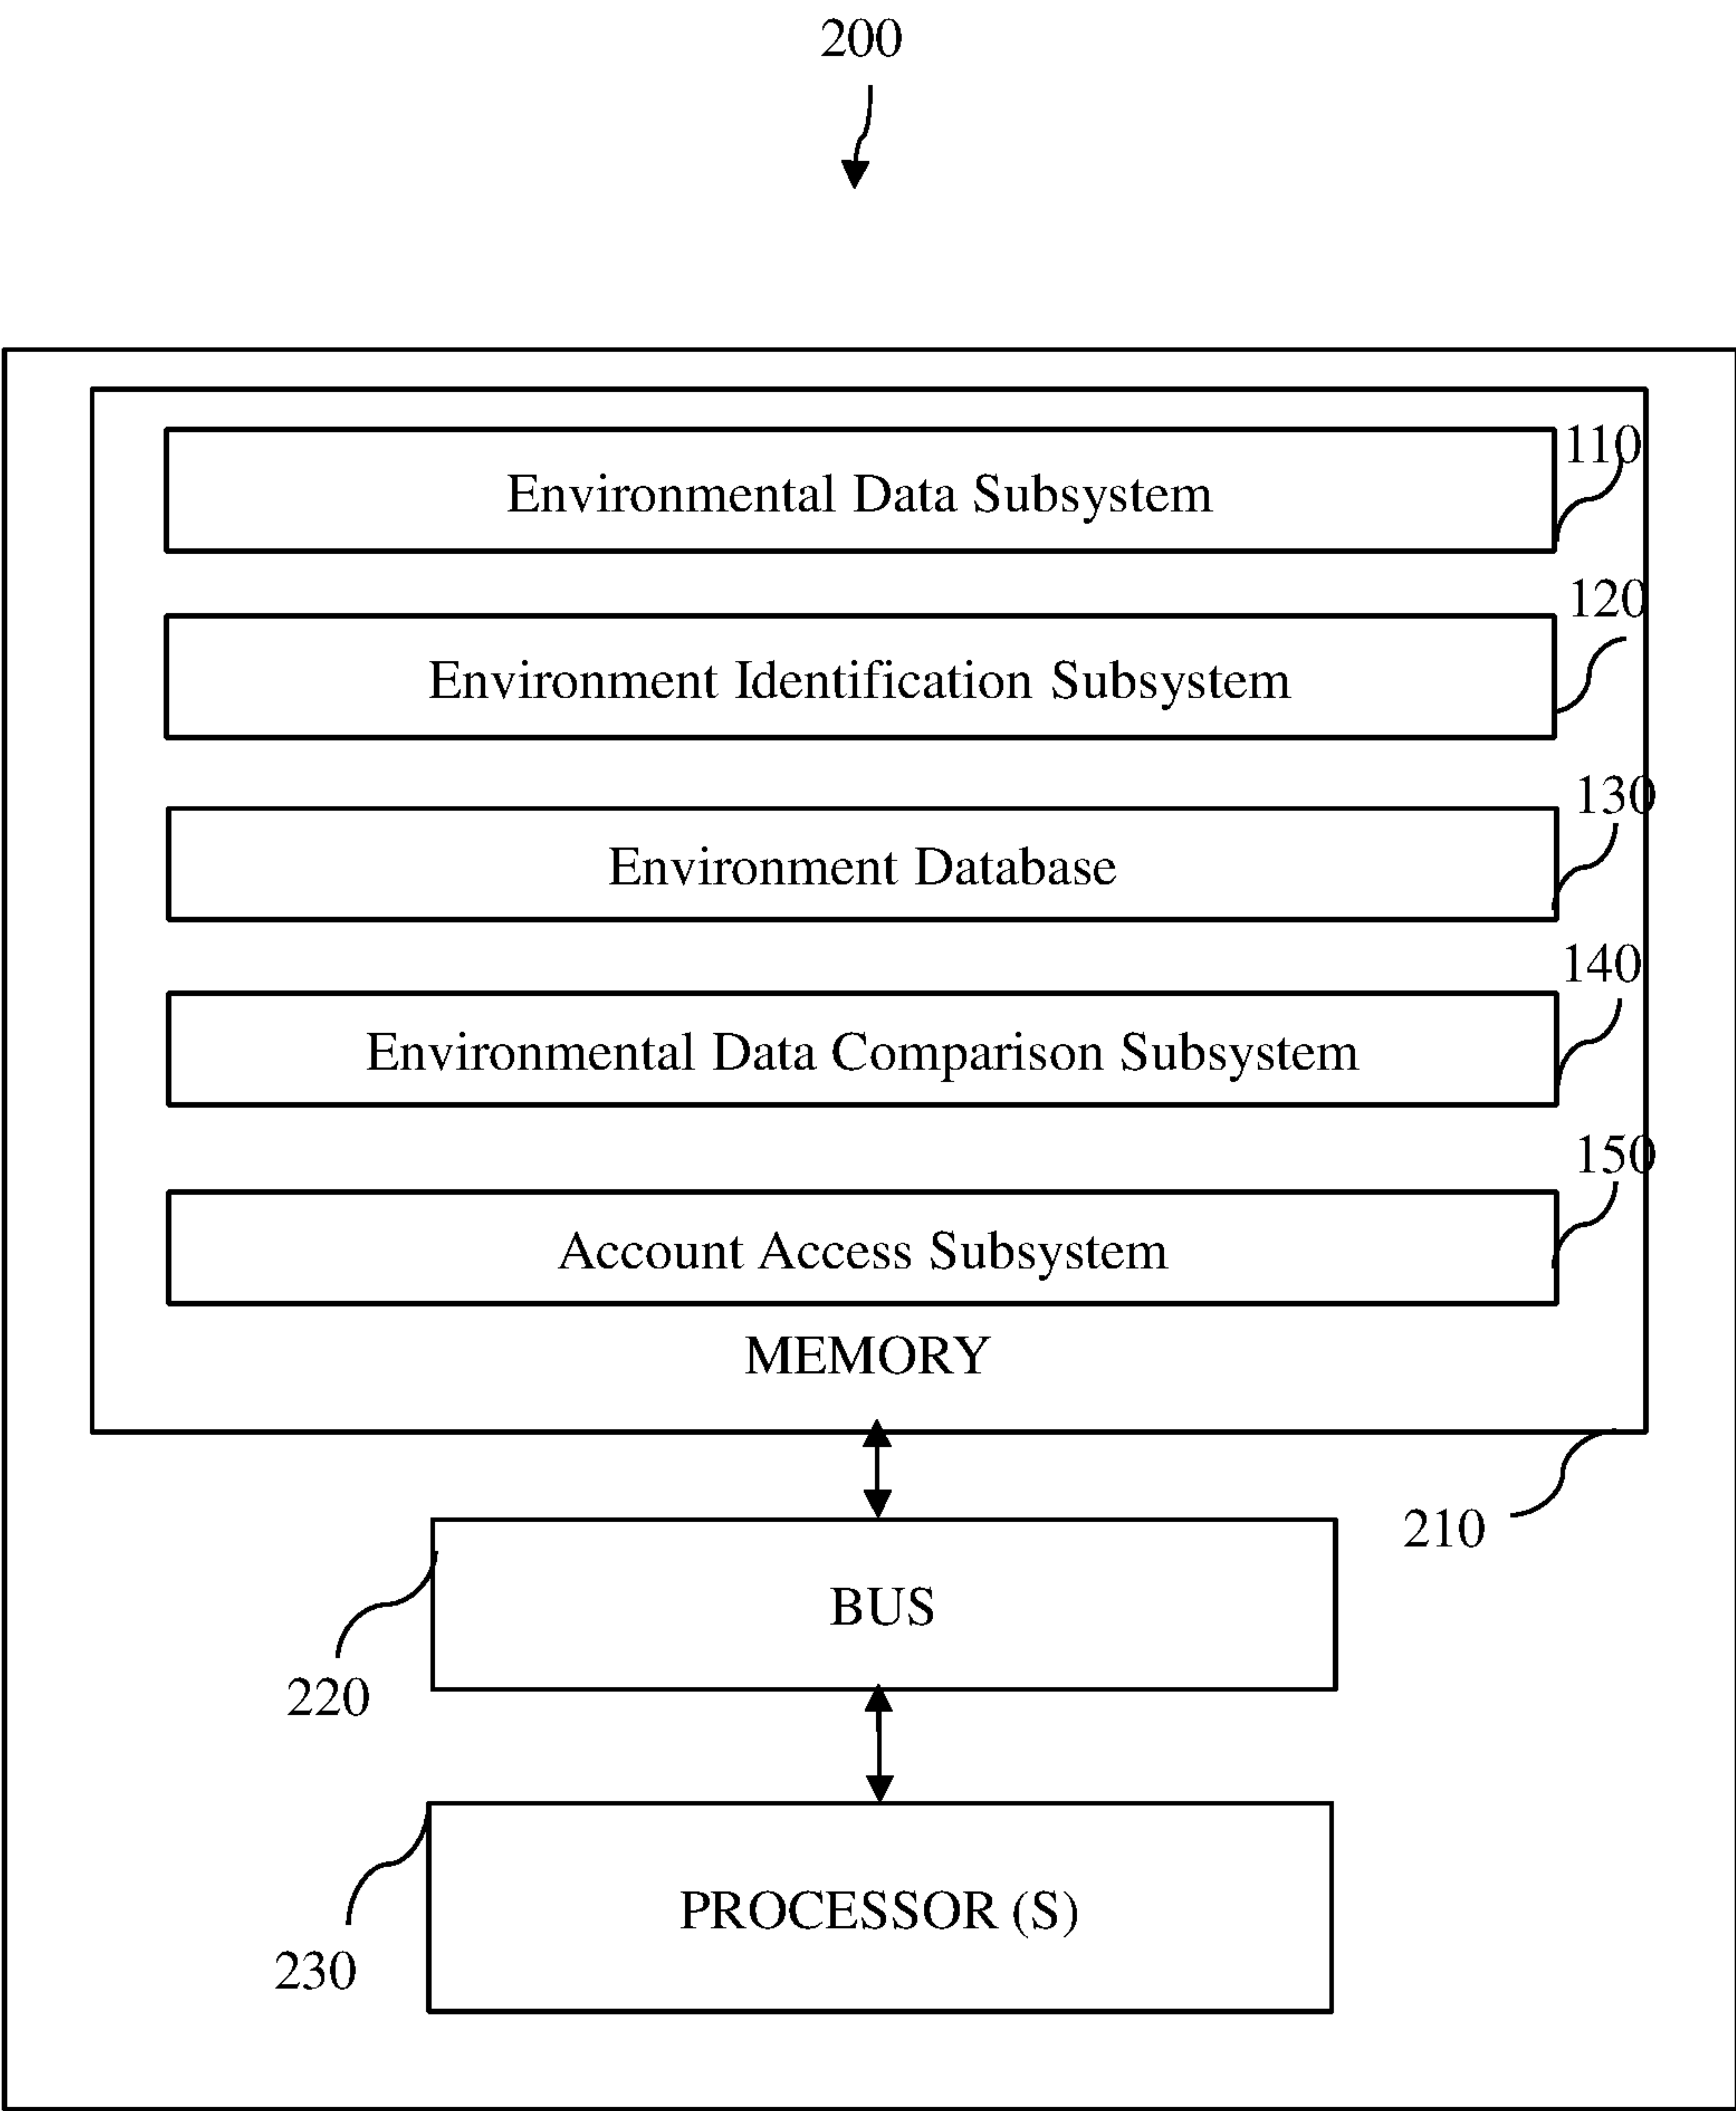 200
110
Environmental Data Subsystem
120
Environment Identification Subsystem
130
Environment Database
140
Environmental Data Comparison Subsystem
150
Account Access Subsystem
MEMORY
210
BUS
220
PROCESSOR (S)
230